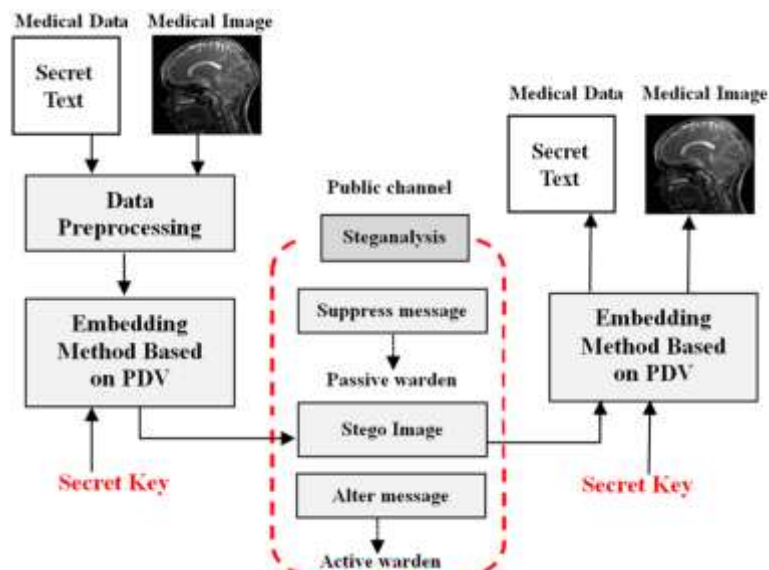 Medical Data
Medical Image
Secret
Text
Data
Preprocessing
Embedding
Method Based
on PDV
Secret Key
Public channel
Steganalysis
Suppress message
Passive warden
Stego Image
Alter message
Active warden
Medical Data
Medical Image
Secret
Text
Embedding
Method Based
on PDV
Secret Key